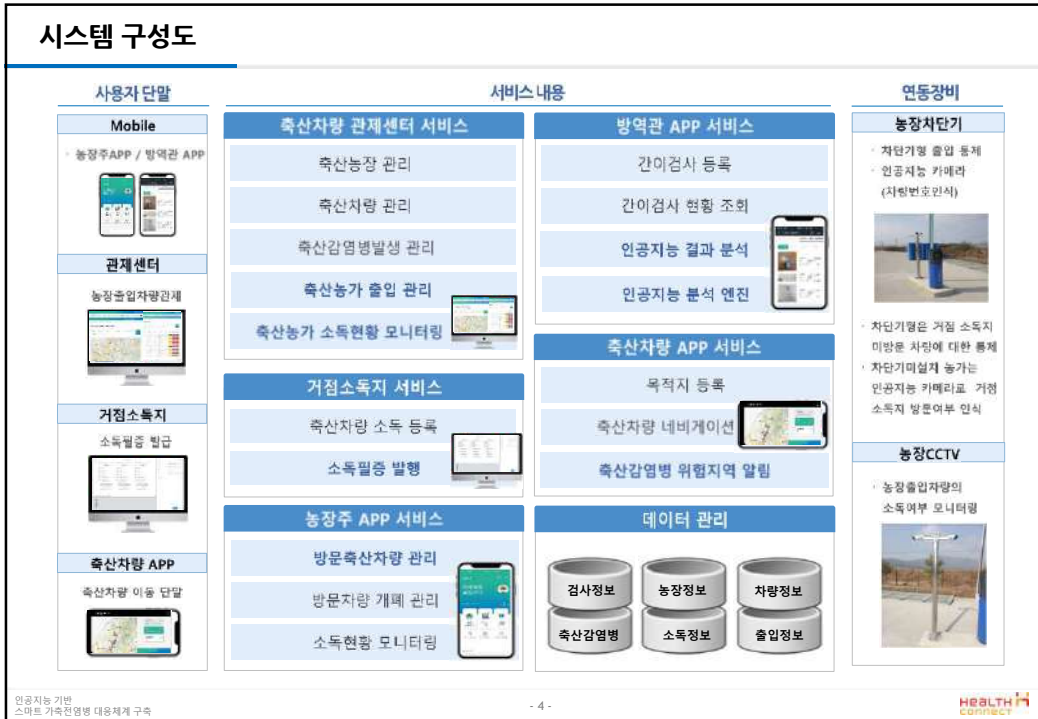 시스템 구성도
사용자 단말
Mobile
· 농장주APP / 방역관 APP
관제센터
농장출입차량관제
거점소독지
소독필증 발급
축산차량 APP
축산차량 이동 단말
서비스 내용
축산차량 관제센터 서비스
축산농장 관리
축산차량 관리
축산감염병발생 관리
축산농가 출입 관리
축산농가 소독현황 모니터링
거점소독지 서비스
축산차량 소독 등록
소독필증 발행
농장주 APP 서비스
방문축산차량 관리
방문차량 개폐 관리
소독현황 모니터링
방역관 APP 서비스
간이검사 등록
간이검사 현황 조회
인공지능 결과 분석
인공지능 분석 엔진
축산차량 APP 서비스
목적지 등록
축산차량 네비게이션
축산감염병 위험지역 알림
데이터 관리
검사정보
농장정보
차량정보
축산감염병
소독정보
출입정보
연동장비
농장차단기
· 차단기형 출입 통제
· 인공지능 카메라
(차량번호인식)
· 차단기형은 거점 소독지
미방문 차량에 대한 통제
· 차단기미설치 농가는
인공지능 카메라로 거점
소독지 방문여부 인식
농장CCTV
· 농장출입차량의
소독여부 모니터링
인공지능 기반
스마트 가축전염병 대응체계 구축
- 4 -
HEALTH
CONNECT